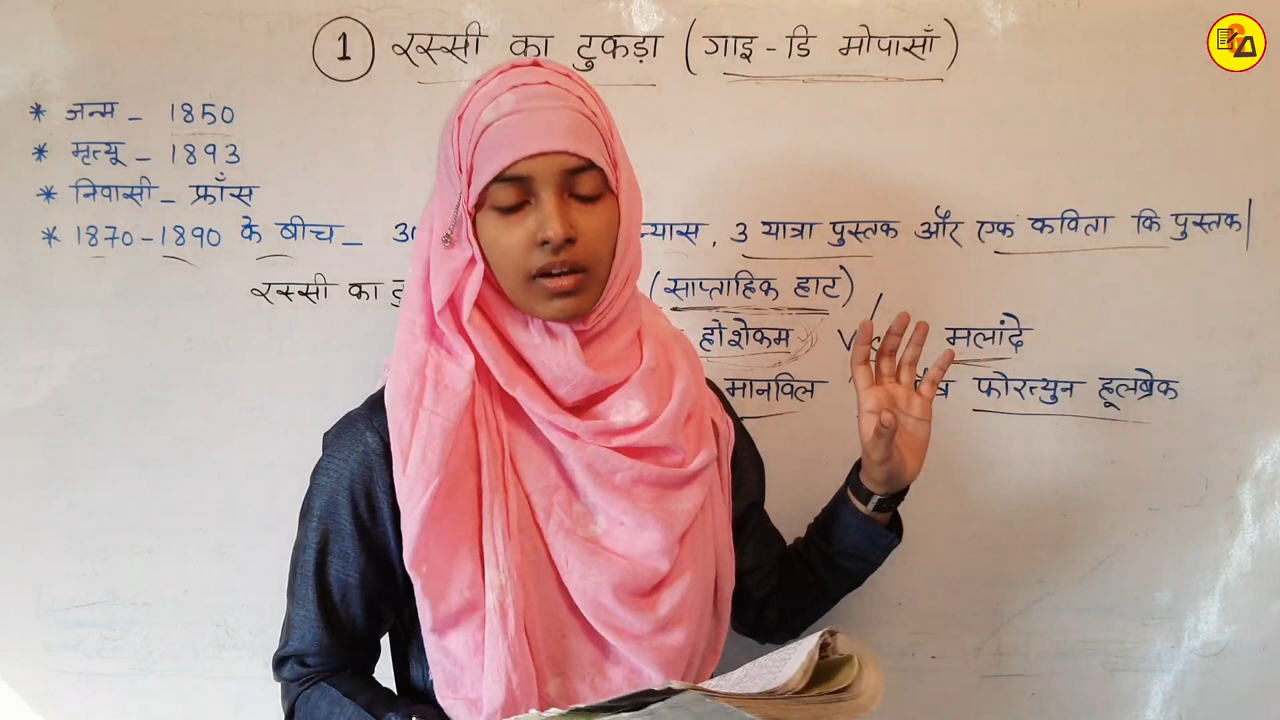 1 रस्सी का टुकड़ा (गाइ - डि मोपासाँ)
* जन्म - 1850
* मृत्यू - 1893
* निवासी - फ्राँस
* 1870-1890 के बीच - न्यास, 3 यात्रा पुस्तक और एक कविता कि पुस्तक|
रस्सी का (साप्ताहिक हाट)
होशेकम मलांदे
मानविल फोरत्युन हूलब्रेक